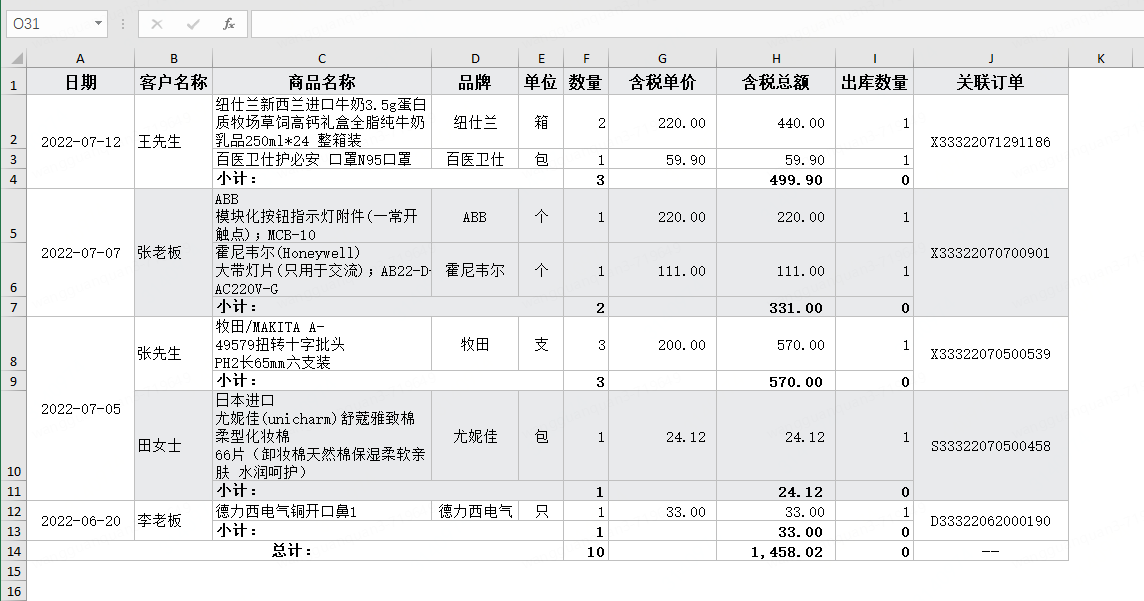 O31
fx
A B C D E F G H I J K
1 日期 客户名称 商品名称 品牌 单位 数量 含税单价 含税总额 出库数量 关联订单
2 2022-07-12 王先生 纽仕兰新西兰进口牛奶3.5g蛋白
质牧场草饲高钙礼盒全脂纯牛奶
乳品250ml*24 整箱装 纽仕兰 箱 2 220.00 440.00 1 X33322071291186
3 百医卫仕护必安 口罩N95口罩 百医卫仕 包 1 59.90 59.90 1
4 小计: 3 499.90 0
5 2022-07-07 张老板 ABB
模块化按钮指示灯附件(一常开
触点);MCB-10 ABB 个 1 220.00 220.00 1 X33322070700901
6 霍尼韦尔(Honeywell)
大带灯片(只用于交流);AB22-D-
AC220V-G 霍尼韦尔 个 1 111.00 111.00 1
7 小计: 2 331.00 0
8 2022-07-05 张先生 牧田/MAKITA A-
49579扭转十字批头
PH2长65mm六支装 牧田 支 3 200.00 570.00 1 X33322070500539
9 小计: 3 570.00 0
10 田女士 日本进口
尤妮佳(unicharm)舒蔻雅致棉
柔型化妆棉
66片（卸妆棉天然棉保湿柔软亲
肤 水润呵护） 尤妮佳 包 1 24.12 24.12 1 S33322070500458
11 小计: 1 24.12 0
12 2022-06-20 李老板 德力西电气铜开口鼻1 德力西电气 只 1 33.00 33.00 1 D33322062000190
13 小计: 1 33.00 0
14 总计: 10 1,458.02 0 --
15
16